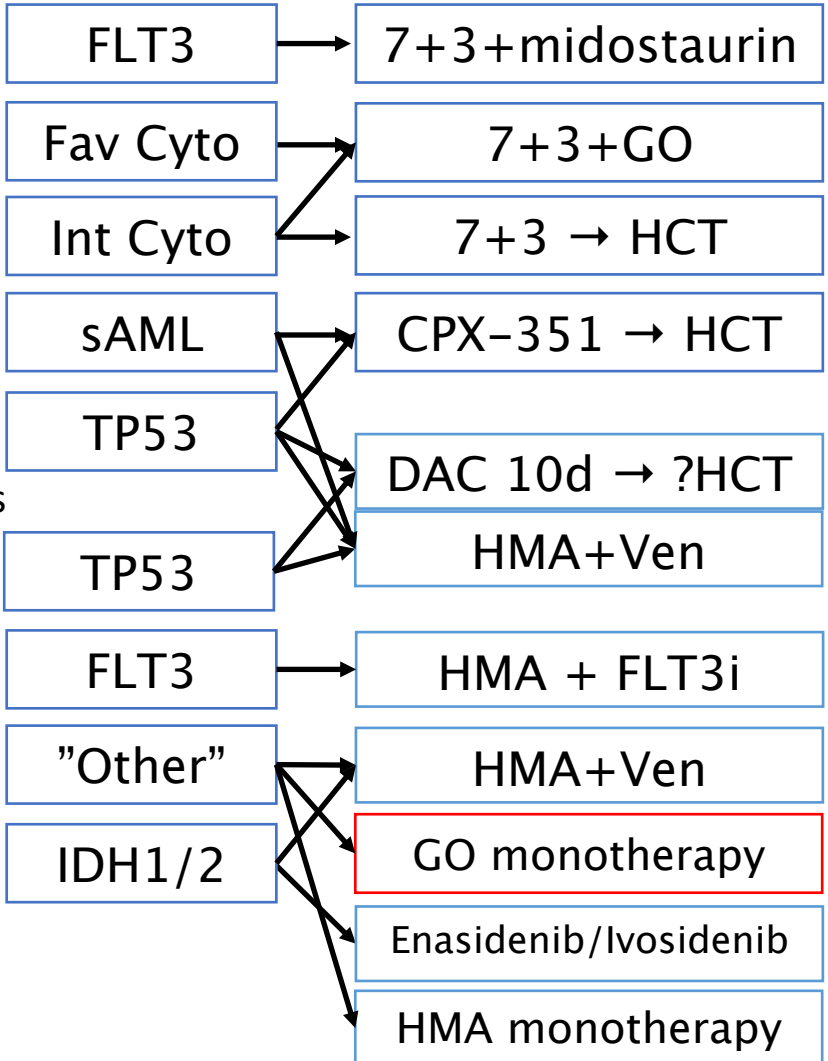 FLT3
7+3+midostaurin
Fav Cyto
7+3+GO
Int Cyto
7+3 → HCT
sAML
CPX-351 → HCT
TP53
DAC 10d → ?HCT
s
HMA+Ven
TP53
FLT3
HMA + FLT3i
”Other”
HMA+Ven
GO monotherapy
IDH1/2
Enasidenib/Ivosidenib
HMA monotherapy